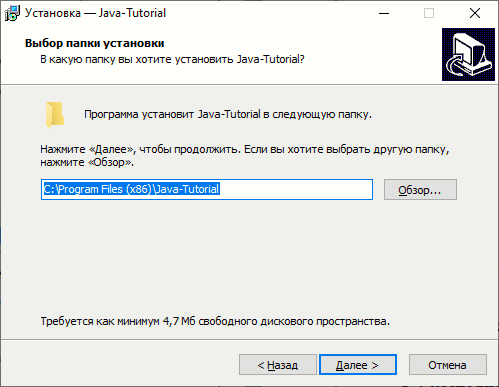 Установка — Java-Tutorial
Выбор папки установки
В какую папку вы хотите установить Java-Tutorial?
Программа установит Java-Tutorial в следующую папку.
Нажмите «Далее», чтобы продолжить. Если вы хотите выбрать другую папку,
нажмите «Обзор».
C:\Program Files (x86)\Java-Tutorial
Обзор...
Требуется как минимум 4,7 Мб свободного дискового пространства.
< Назад
Далее >
Отмена